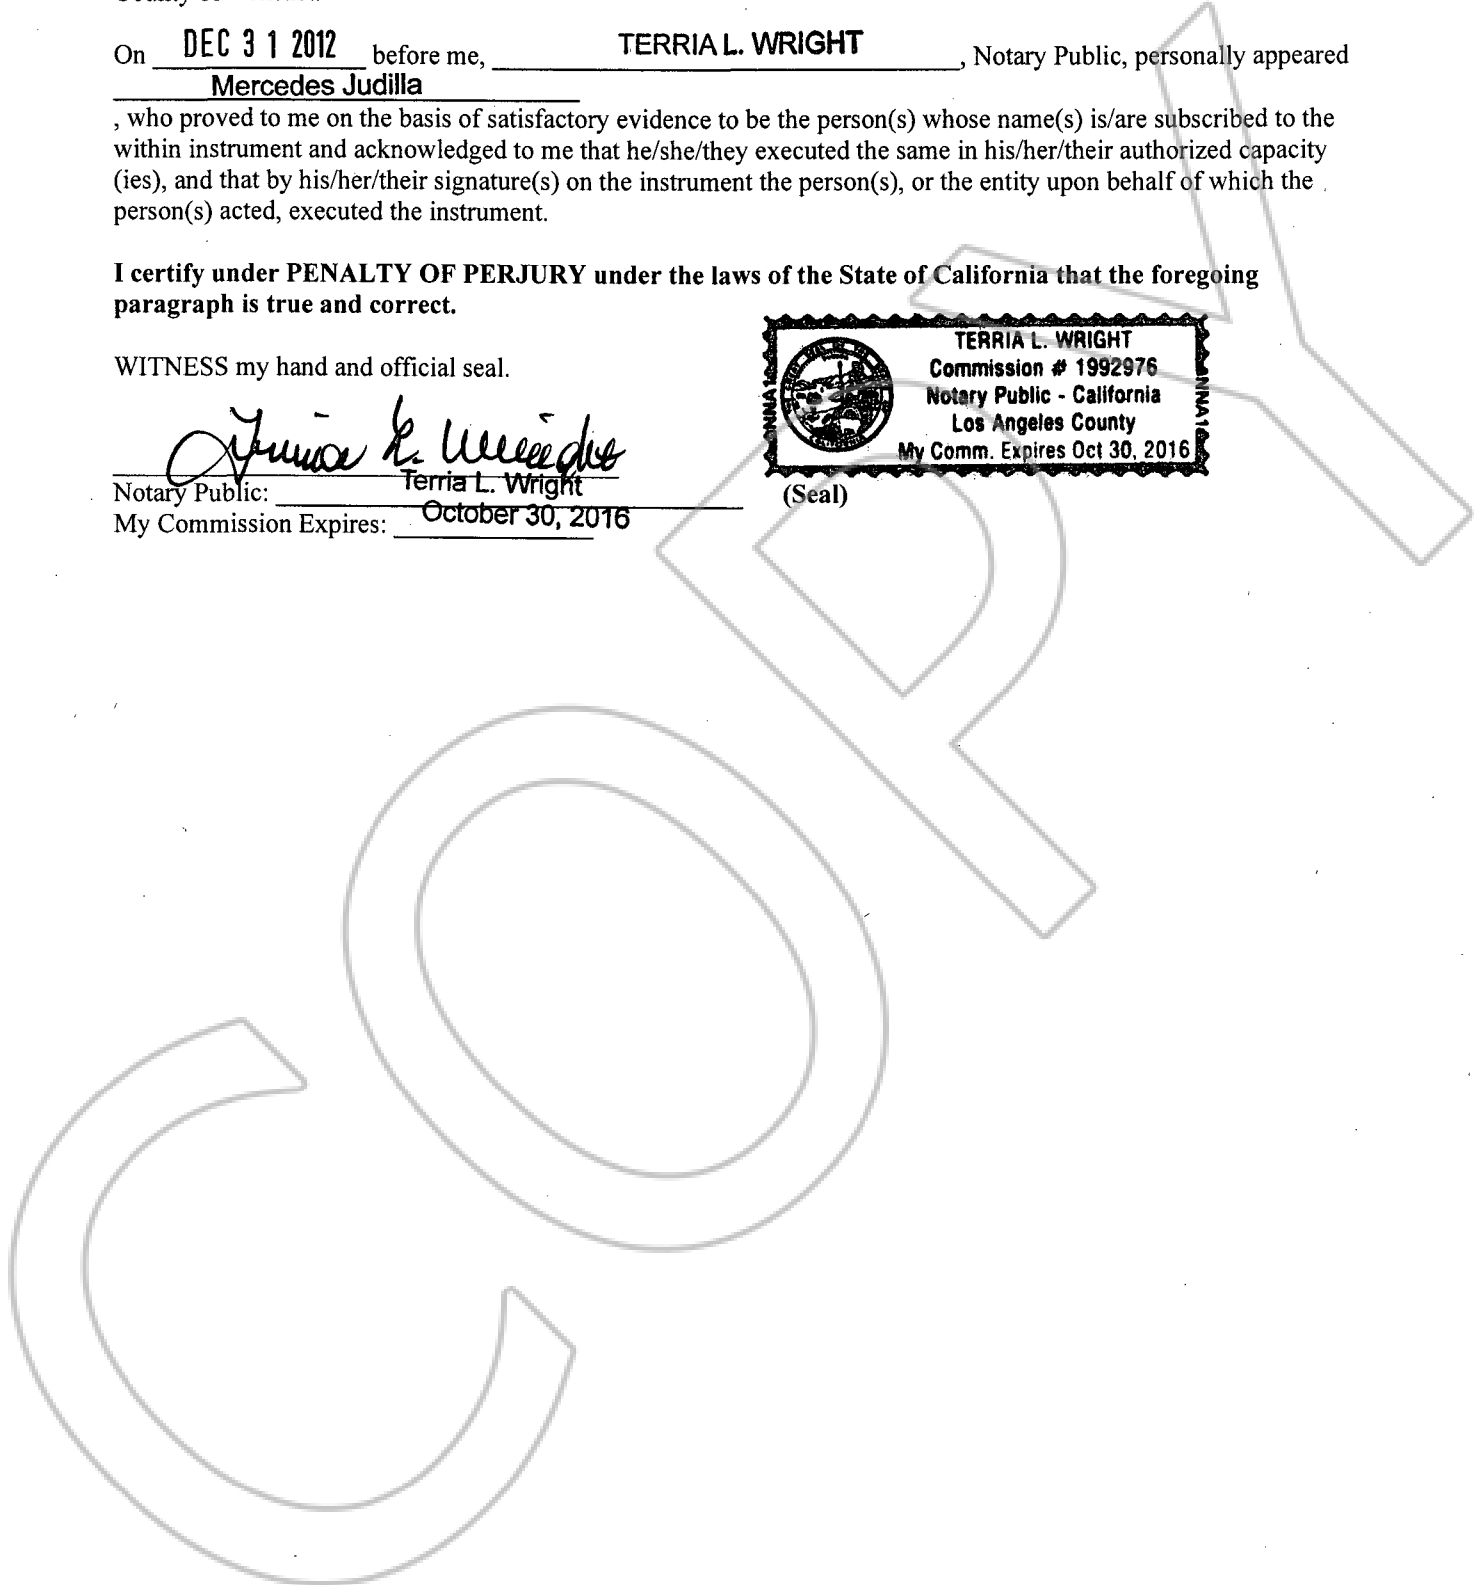 On DEC 3 1 2012 before me, TERRIA L. WRIGHT, Notary Public, personally appeared
Mercedes Judilla
, who proved to me on the basis of satisfactory evidence to be the person(s) whose name(s) is/are subscribed to the
within instrument and acknowledged to me that he/she/they executed the same in his/her/their authorized capacity
(ies), and that by his/her/their signature(s) on the instrument the person(s), or the entity upon behalf of which the
person(s) acted, executed the instrument.
I certify under PENALTY OF PERJURY under the laws of the State of California that the foregoing
paragraph is true and correct.
WITNESS my hand and official seal.
TERRIA L. WRIGHT
Commission # 1992976
Notary Public - California
Los Angeles County
My Comm. Expires Oct 30, 2016
Terria L. Wright
Notary Public: Terria L. Wright
(Seal)
My Commission Expires: October 30, 2016
COPY